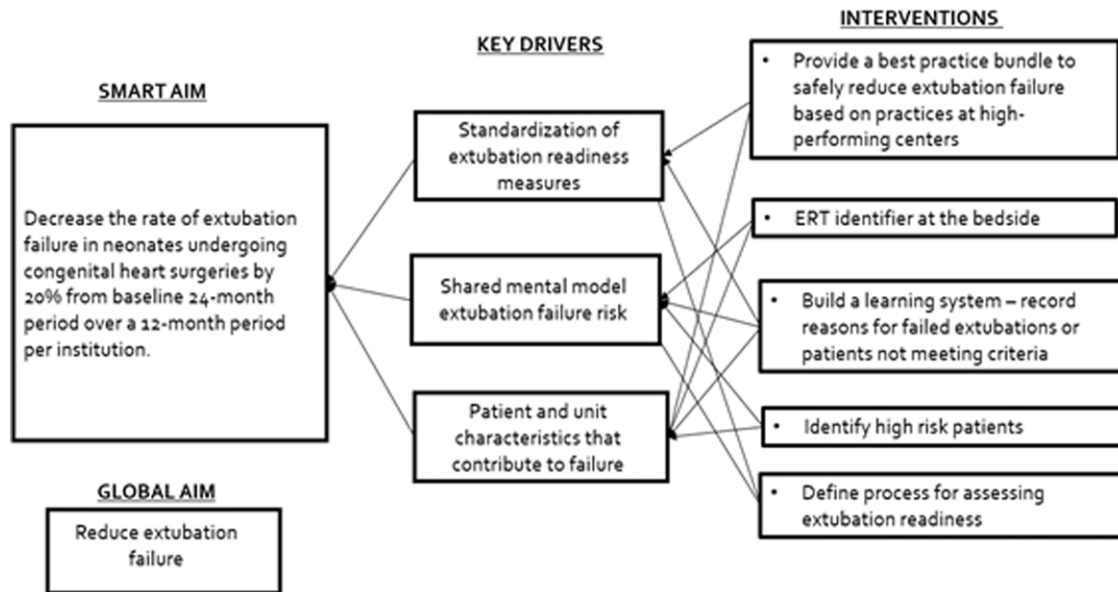 SMART AIM
Decrease the rate of extubation
failure in neonates undergoing
congenital heart surgeries by
20% from baseline 24-month
period over a 12-month period
per institution.
GLOBAL AIM
Reduce extubation
failure
KEY DRIVERS
Standardization of
extubation readiness
measures
Shared mental model
extubation failure risk
Patient and unit
characteristics that
contribute to failure
INTERVENTIONS
• Provide a best practice bundle to
safely reduce extubation failure
based on practices at high-
performing centers
• ERT identifier at the bedside
• Build a learning system – record
reasons for failed extubations or
patients not meeting criteria
• Identify high risk patients
• Define process for assessing
extubation readiness